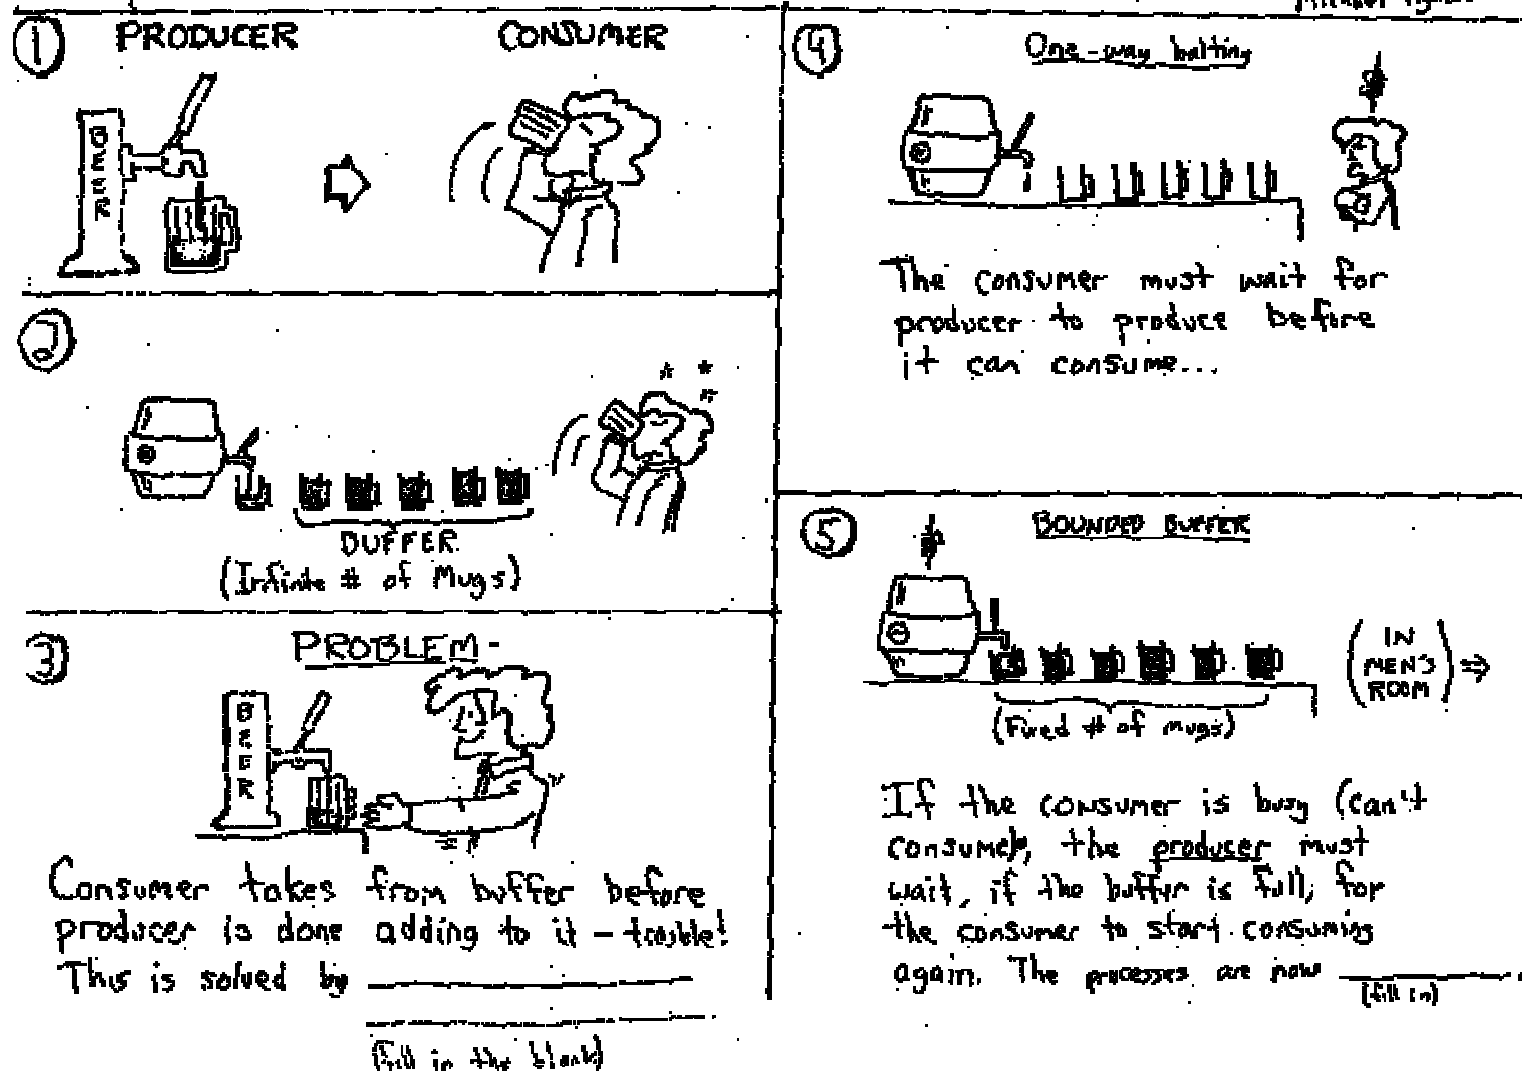 1
PRODUCER
CONSUMER
BEER
2
BUFFER
(Infinite # of Mugs)
3
PROBLEM -
BEER
Consumer takes from buffer before
producer is done adding to it - trouble!
This is solved by
(fill in the blank)
4
One-way halting
The consumer must wait for
producer to produce before
it can consume...
5
BOUNDED BUFFER
(IN
MEN'S
ROOM) ⇒
(Fixed # of mugs)
If the consumer is busy (can't
consume), the producer must
wait, if the buffer is full, for
the consumer to start consuming
again. The processes are now
(fill in)